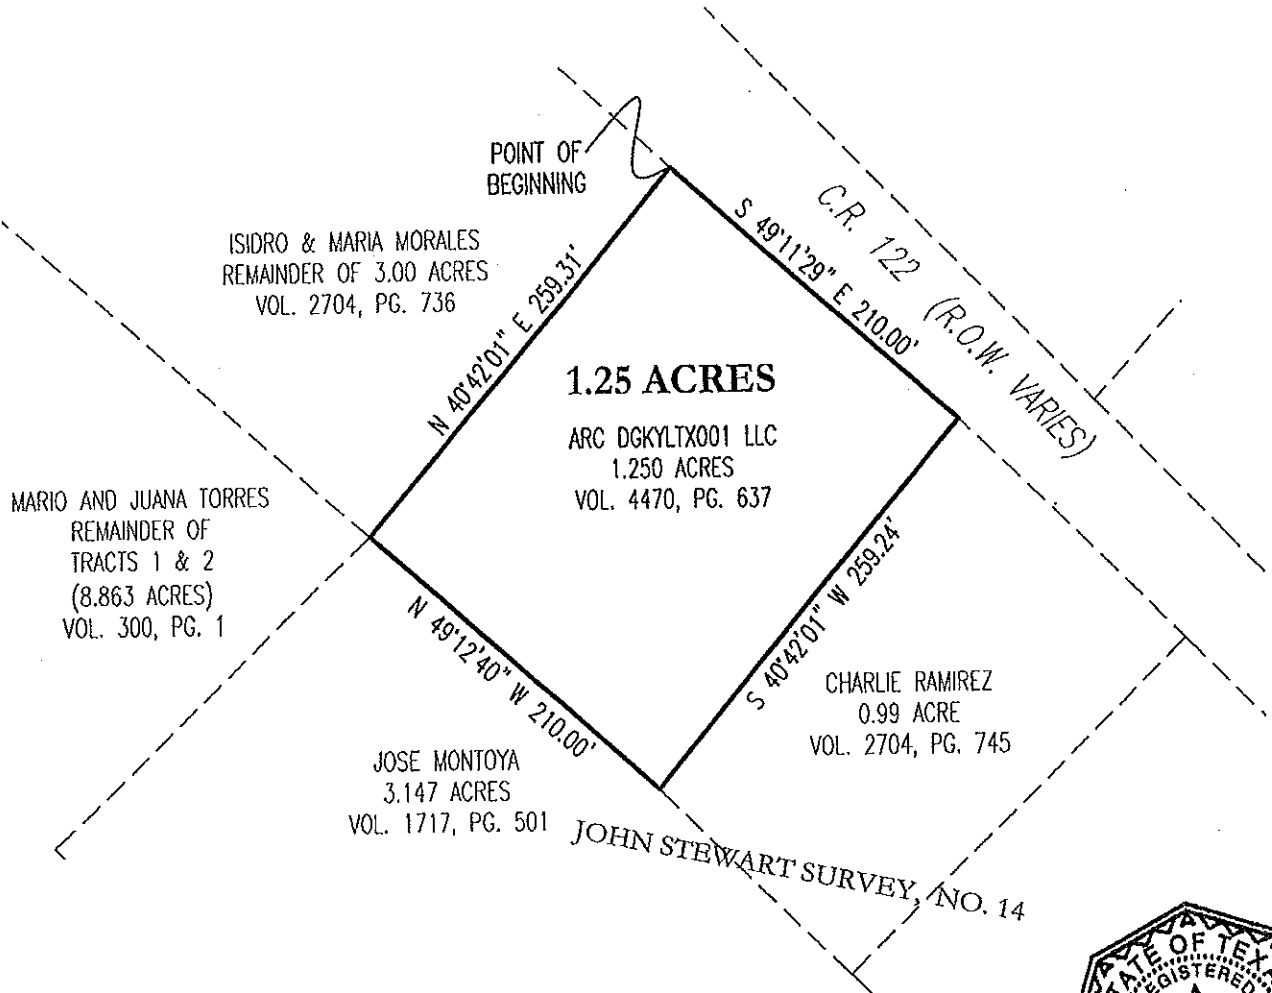 POINT OF
BEGINNING
C.R. 122 (R.O.W. VARIES)
S 49°11'29" E 210.00'
ISIDRO & MARIA MORALES
REMAINDER OF 3.00 ACRES
VOL. 2704, PG. 736
N 40°42'01" E 259.31'
1.25 ACRES
ARC DGKYLTX001 LLC
1.250 ACRES
VOL. 4470, PG. 637
MARIO AND JUANA TORRES
REMAINDER OF
TRACTS 1 & 2
(8.863 ACRES)
VOL. 300, PG. 1
S 40°42'01" W 259.24'
N 49°12'40" W 210.00'
CHARLIE RAMIREZ
0.99 ACRE
VOL. 2704, PG. 745
JOSE MONTOYA
3.147 ACRES
VOL. 1717, PG. 501
JOHN STEWART SURVEY, NO. 14
STATE OF TEXA
REGISTERED